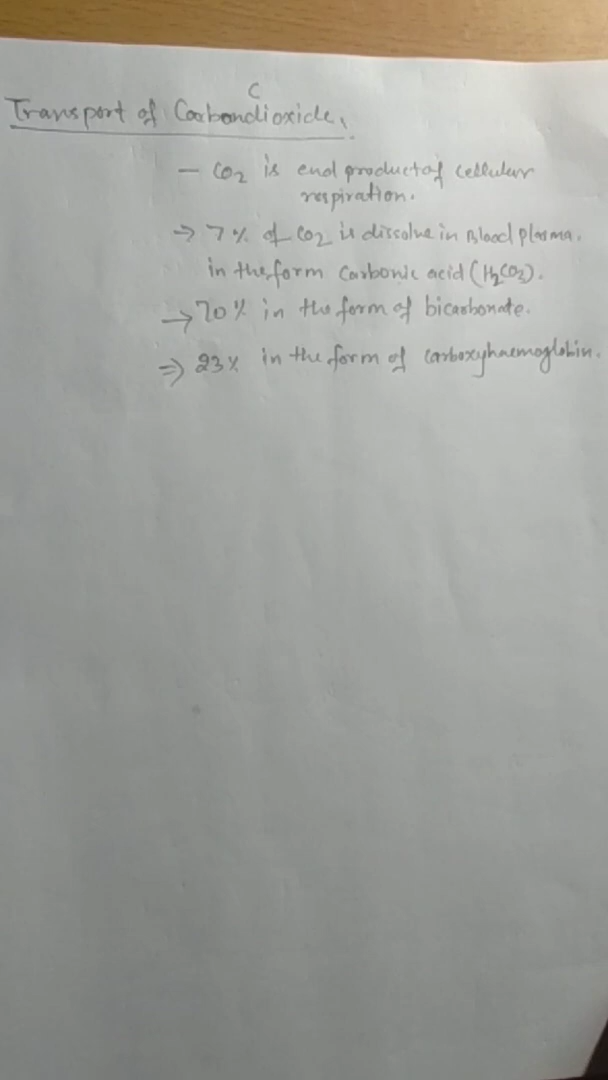 C
Transport of Carbondioxide,
- CO2 is end product of cellular
respiration.
→ 7% of CO2 is dissolve in Blood plasma.
in the form Carbonic acid (H2CO3).
→ 70% in the form of bicarbonate.
⇒ 23% in the form of carboxyhaemoglobin.